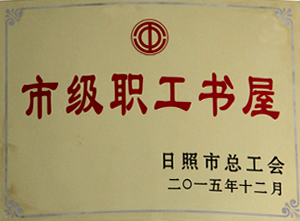 市级职工书屋
日照市总工会
二〇一五年十二月